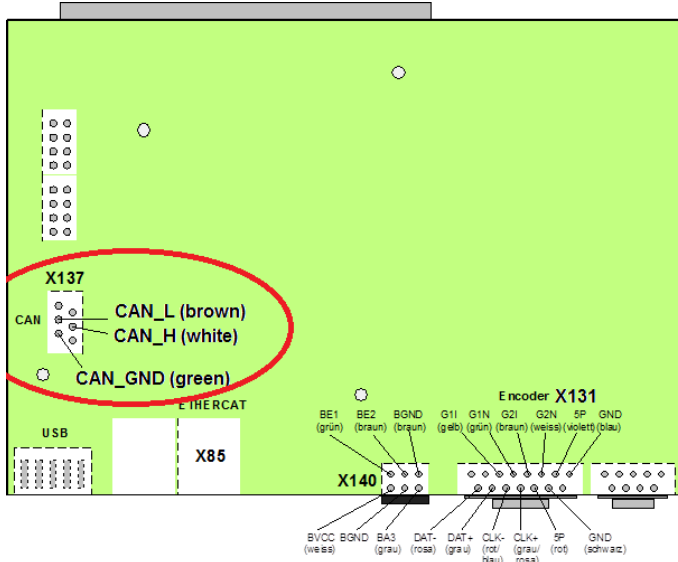 X137
CAN
CAN_L (brown)
CAN_H (white)
CAN_GND (green)
ETHERCAT
USB
X85
X140
Encoder X131
BE1 (grün)
BE2 (braun)
BGND (braun)
G1I (gelb)
G1N (grün)
G2I (braun)
G2N (weiss)
5P (violett)
GND (blau)
BVCC (weiss)
BGND
BA3 (grau)
DAT- (rosa)
DAT+ (grau)
CLK- (rot/ blau)
CLK+ (grau/ rosa)
5P (rot)
GND (schwarz)